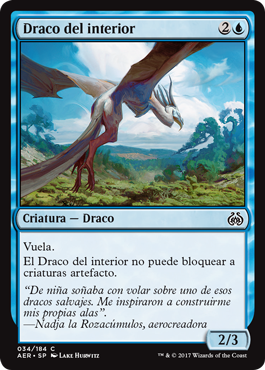 Draco del interior 2
Criatura — Draco
Vuela.
El Draco del interior no puede bloquear a
criaturas artefacto.
“De niña soñaba con volar sobre uno de esos
dracos salvajes. Me inspiraron a construirme
mis propias alas”.
—Nadja la Rozacúmulos, aerocreadora
2/3
034/184 C
AER • SP Lake Hurwitz ™ & © 2017 Wizards of the Coast